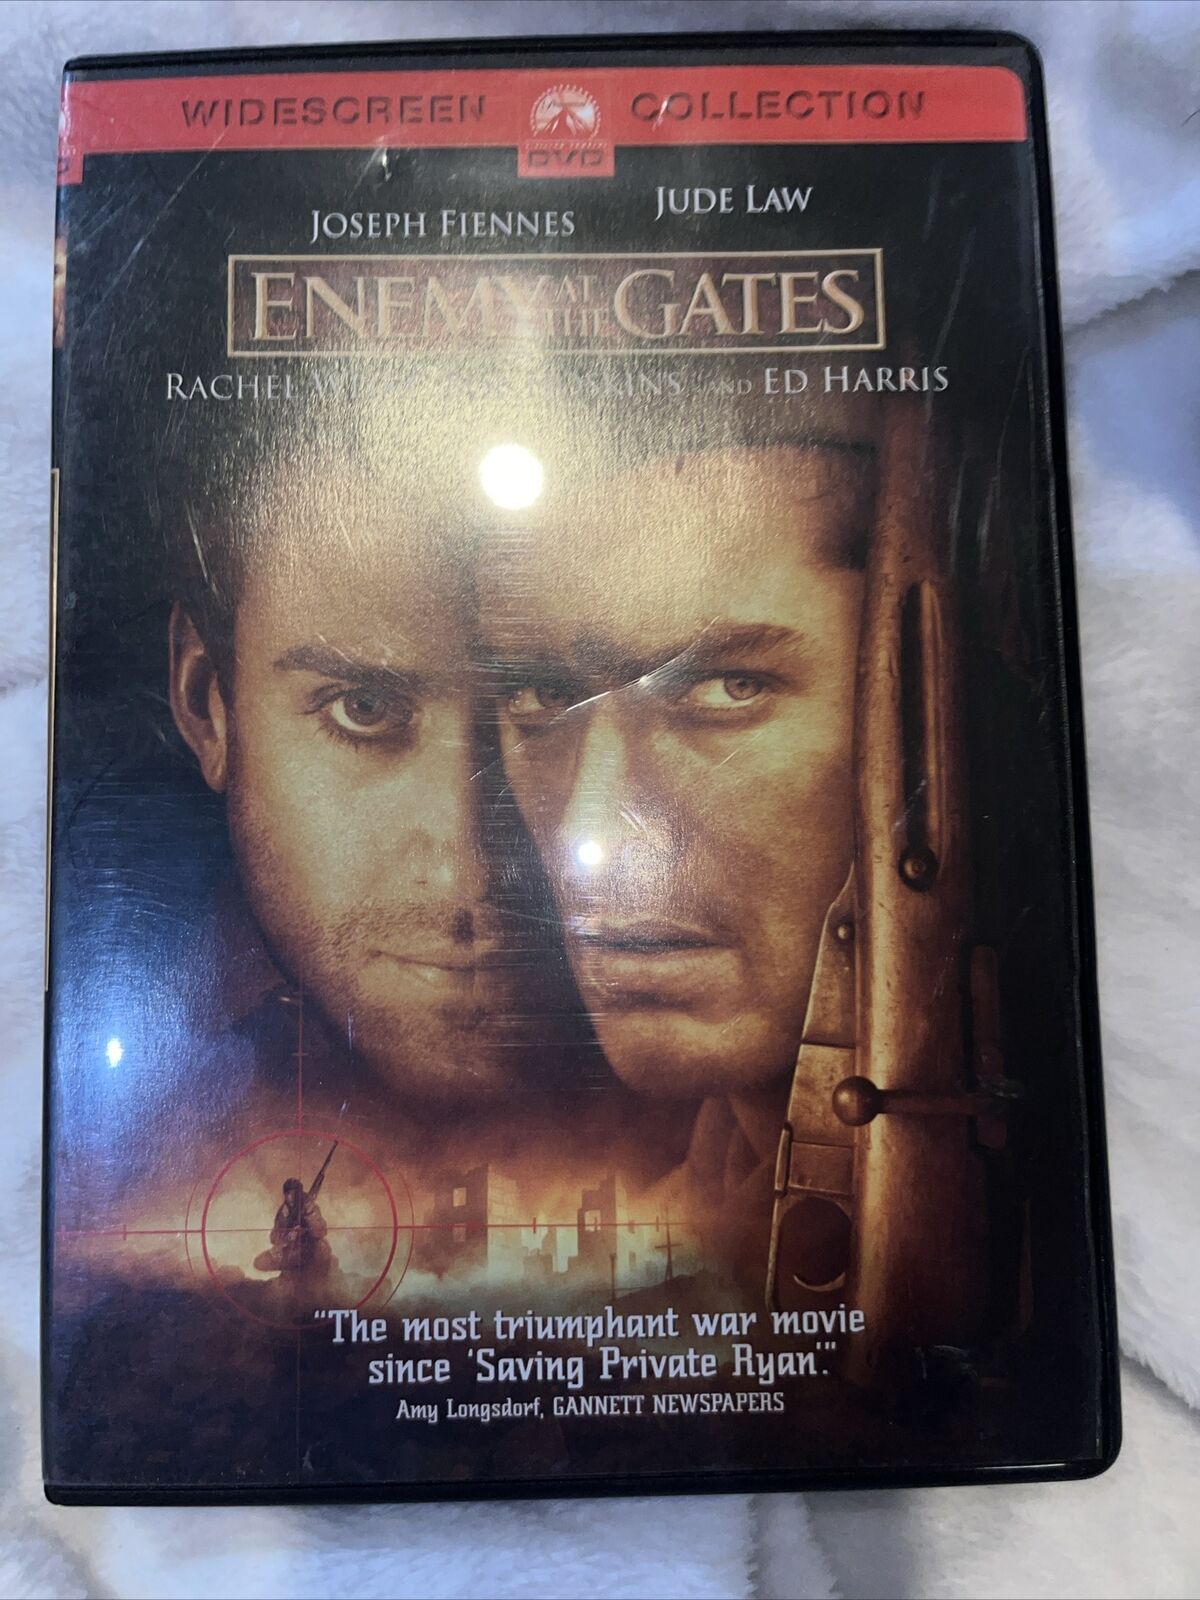 WIDESCREEN COLLECTION
DVD
JOSEPH FIENNES JUDE LAW
ENEMY AT THE GATES
RACHEL AND ED HARRIS
"The most triumphant war movie
since 'Saving Private Ryan'."
Amy Longsdorf, GANNETT NEWSPAPERS